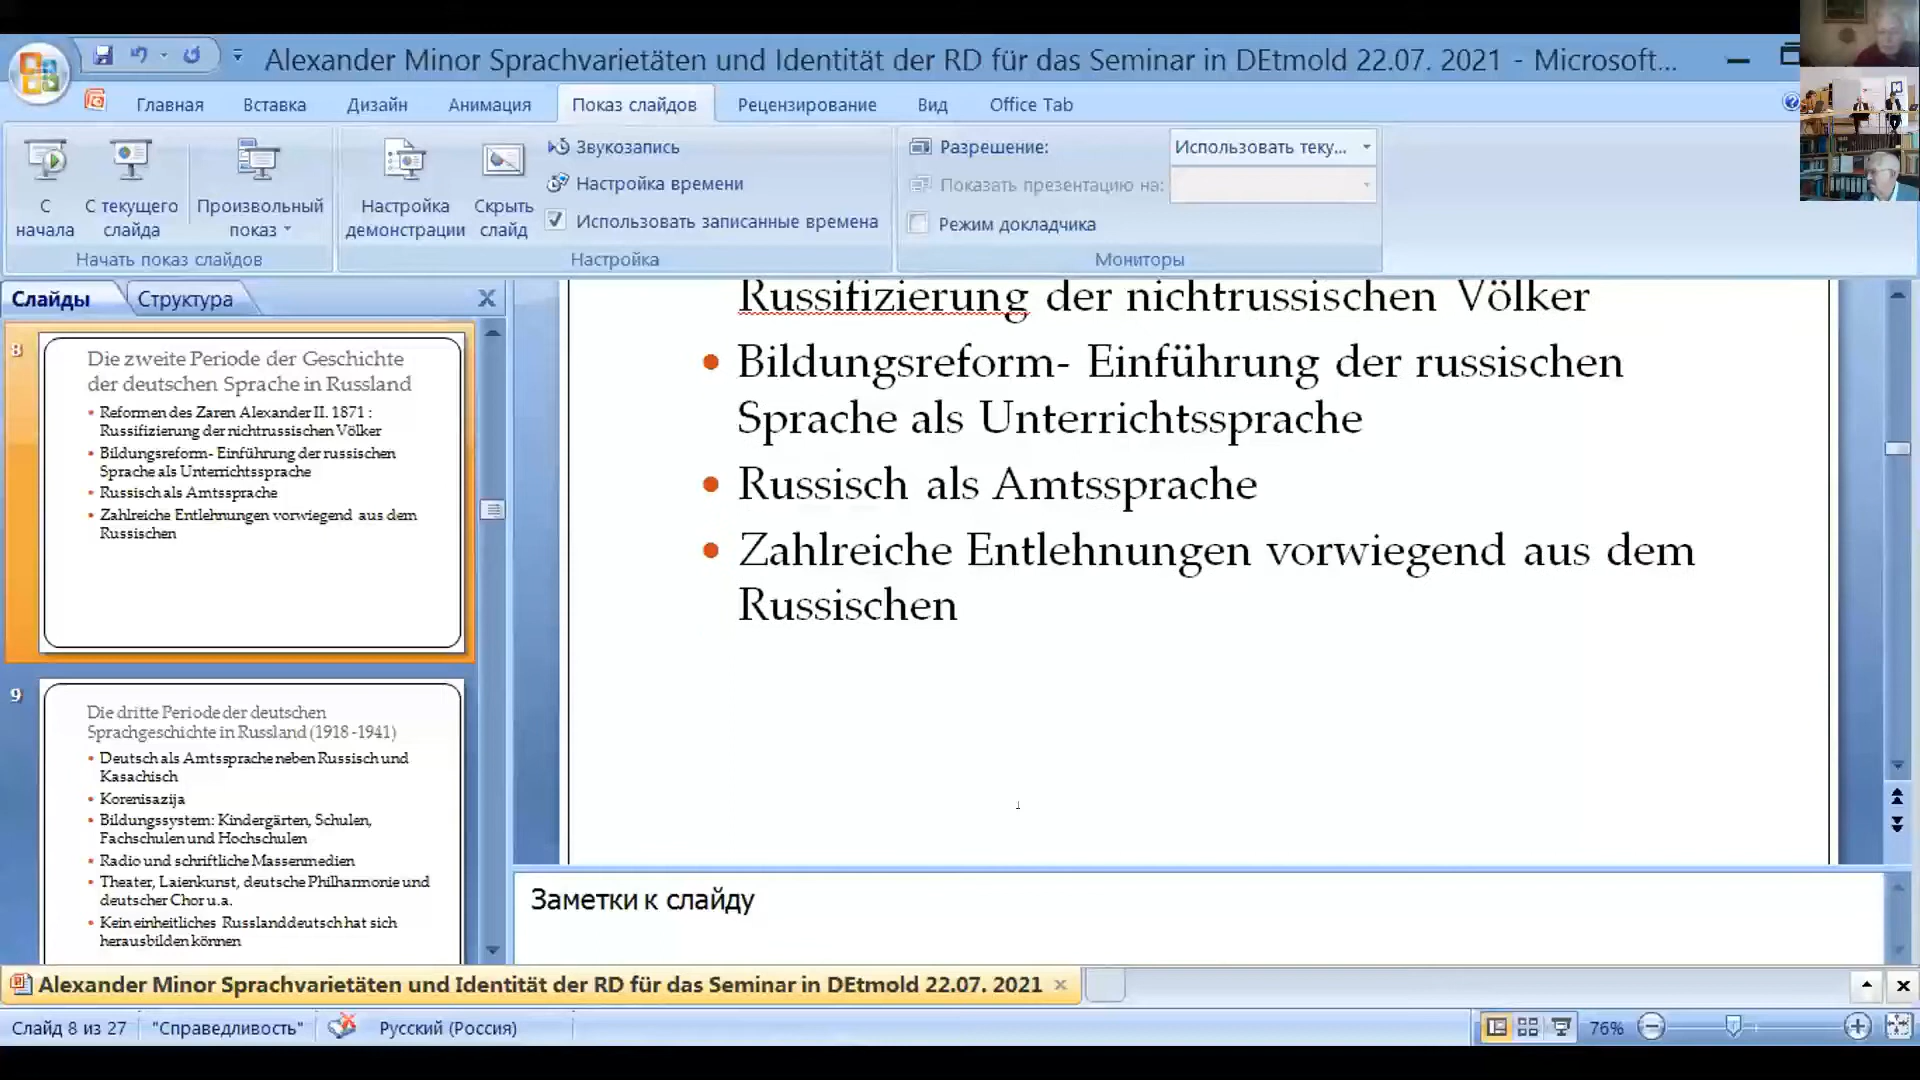 Alexander Minor Sprachvarietäten und Identität der RD für das Seminar in DEtmold 22.07. 2021 - Microsoft...
Главная Вставка Дизайн Анимация Показ слайдов Рецензирование Вид Office Tab
С начала
С текущего слайда
Произвольный показ
Начать показ слайдов
Настройка демонстрации
Скрыть слайд
Звукозапись
Настройка времени
Использовать записанные времена
Настройка
Разрешение: Использовать теку...
Показать презентацию на:
Режим докладчика
Мониторы
Слайды Структура
8
Die zweite Periode der Geschichte
der deutschen Sprache in Russland
• Reformen des Zaren Alexander II. 1871 :
Russifizierung der nichtrussischen Völker
• Bildungsreform- Einführung der russischen
Sprache als Unterrichtssprache
• Russisch als Amtssprache
• Zahlreiche Entlehnungen vorwiegend aus dem
Russischen
9
Die dritte Periode der deutschen
Sprachgeschichte in Russland (1918 -1941)
• Deutsch als Amtssprache neben Russisch und
Kasachisch
• Korenisazija
• Bildungssystem: Kindergärten, Schulen,
Fachschulen und Hochschulen
• Radio und schriftliche Massenmedien
• Theater, Laienkunst, deutsche Philharmonie und
deutscher Chor u.a.
• Kein einheitliches Russlanddeutsch hat sich
herausbilden können
Russifizierung der nichtrussischen Völker
• Bildungsreform- Einführung der russischen
Sprache als Unterrichtssprache
• Russisch als Amtssprache
• Zahlreiche Entlehnungen vorwiegend aus dem
Russischen
Заметки к слайду
Alexander Minor Sprachvarietäten und Identität der RD für das Seminar in DEtmold 22.07. 2021
Слайд 8 из 27 "Справедливость" Русский (Россия) 76%